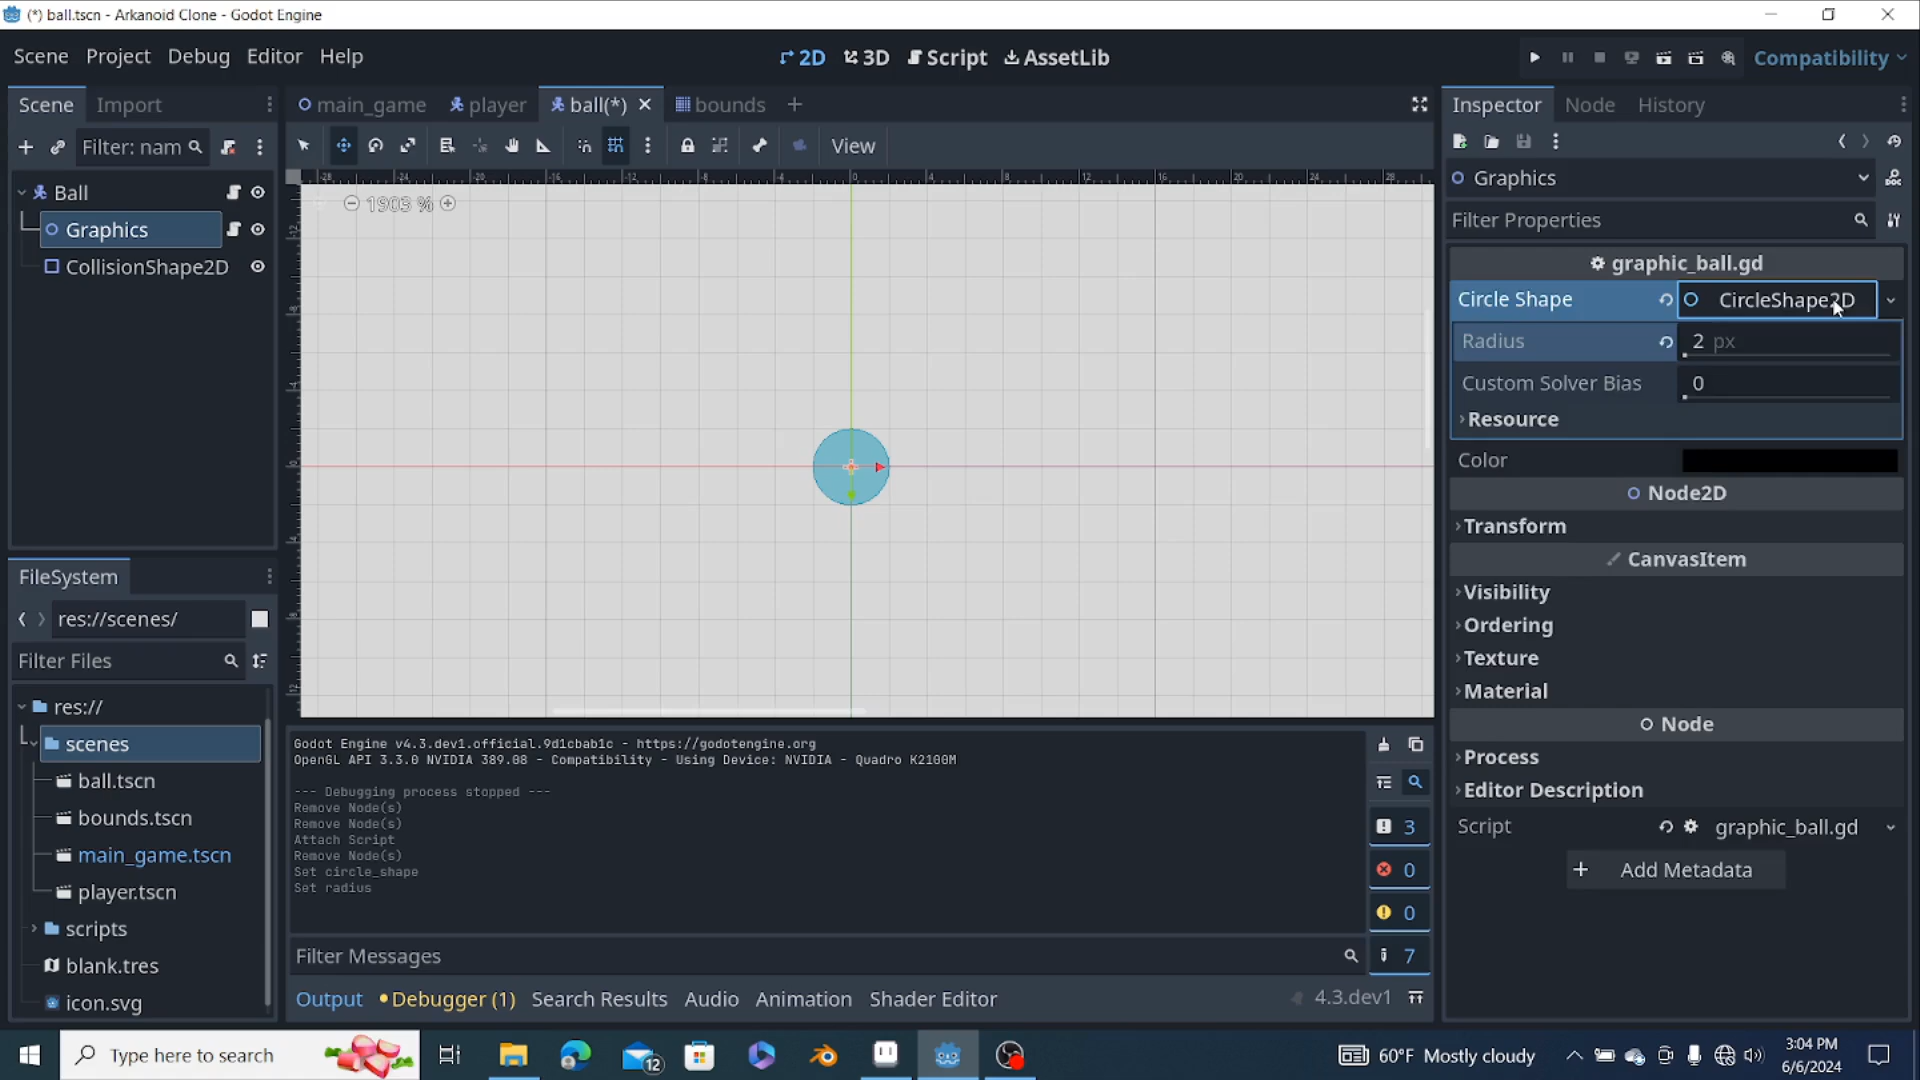 (*) ball.tscn - Arkanoid Clone - Godot Engine
Scene Project Debug Editor Help
2D 3D Script AssetLib
Compatibility
Scene Import
Filter: nam
Ball
Graphics
CollisionShape2D
FileSystem
res://scenes/
Filter Files
res://
scenes
ball.tscn
bounds.tscn
main_game.tscn
player.tscn
scripts
blank.tres
icon.svg
main_game player ball(*) bounds
View
1903 %
Godot Engine v4.3.dev1.official.9d1cbab1c - https://godotengine.org
OpenGL API 3.3.0 NVIDIA 389.08 - Compatibility - Using Device: NVIDIA - Quadro K2100M
--- Debugging process stopped ---
Remove Node(s)
Remove Node(s)
Attach Script
Remove Node(s)
Set circle_shape
Set radius
3
0
0
7
Filter Messages
Output Debugger (1) Search Results Audio Animation Shader Editor
4.3.dev1
Inspector Node History
Graphics
Filter Properties
graphic_ball.gd
Circle Shape CircleShape2D
Radius 2 px
Custom Solver Bias 0
Resource
Color
Node2D
Transform
CanvasItem
Visibility
Ordering
Texture
Material
Node
Process
Editor Description
Script graphic_ball.gd
Add Metadata
Type here to search
12
60°F Mostly cloudy
3:04 PM
6/6/2024